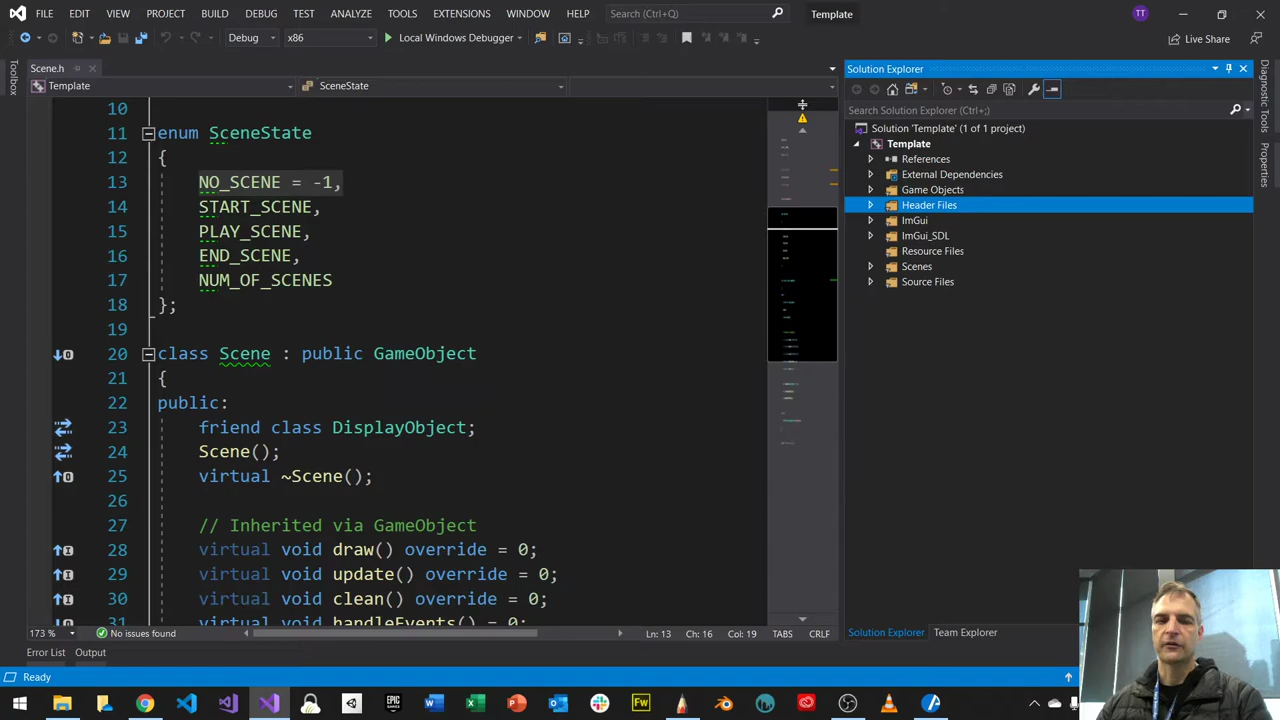 FILE EDIT VIEW PROJECT BUILD DEBUG TEST ANALYZE TOOLS EXTENSIONS WINDOW HELP Search (Ctrl+Q) Template TT
Debug x86 Local Windows Debugger Live Share
Toolbox
Scene.h
Template SceneState
10
11 enum SceneState
12 {
13 NO_SCENE = -1,
14 START_SCENE,
15 PLAY_SCENE,
16 END_SCENE,
17 NUM_OF_SCENES
18 };
19
20 class Scene : public GameObject
21 {
22 public:
23 friend class DisplayObject;
24 Scene();
25 virtual ~Scene();
26
27 // Inherited via GameObject
28 virtual void draw() override = 0;
29 virtual void update() override = 0;
30 virtual void clean() override = 0;
31 virtual void handleEvents() = 0;
173 % No issues found Ln: 13 Ch: 16 Col: 19 TABS CRLF
Solution Explorer
Search Solution Explorer (Ctrl+;)
Solution 'Template' (1 of 1 project)
Template
References
External Dependencies
Game Objects
Header Files
ImGui
ImGui_SDL
Resource Files
Scenes
Source Files
Solution Explorer Team Explorer
Diagnostic Tools
Properties
Error List Output
Ready